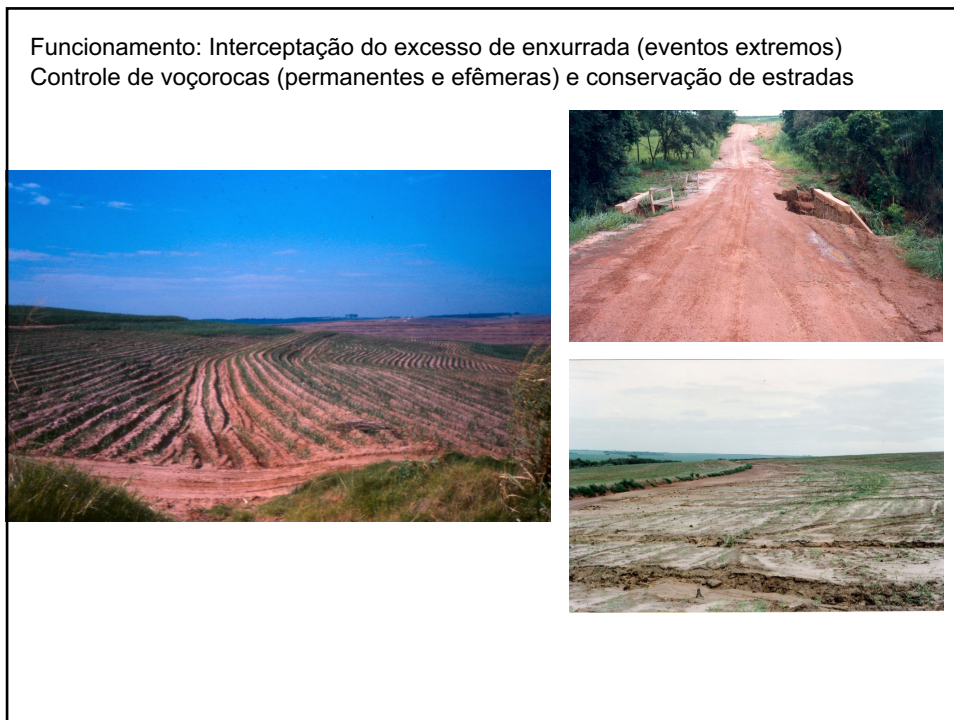 Funcionamento: Interceptação do excesso de enxurrada (eventos extremos)
Controle de voçorocas (permanentes e efêmeras) e conservação de estradas